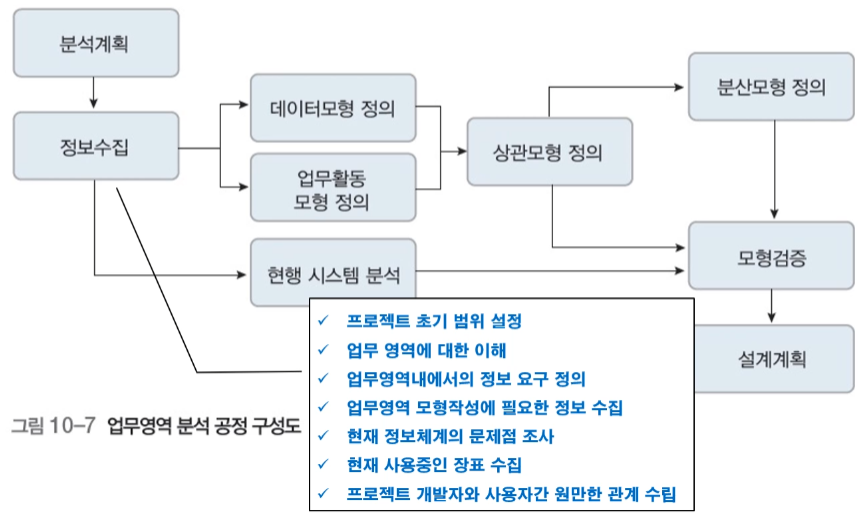 분석계획
정보수집
데이터모형 정의
업무활동
모형 정의
현행 시스템 분석
상관모형 정의
분산모형 정의
모형검증
설계계획
✓ 프로젝트 초기 범위 설정
✓ 업무 영역에 대한 이해
✓ 업무영역내에서의 정보 요구 정의
✓ 업무영역 모형작성에 필요한 정보 수집
✓ 현재 정보체계의 문제점 조사
✓ 현재 사용중인 장표 수집
✓ 프로젝트 개발자와 사용자간 원만한 관계 수립
그림 10-7 업무영역 분석 공정 구성도